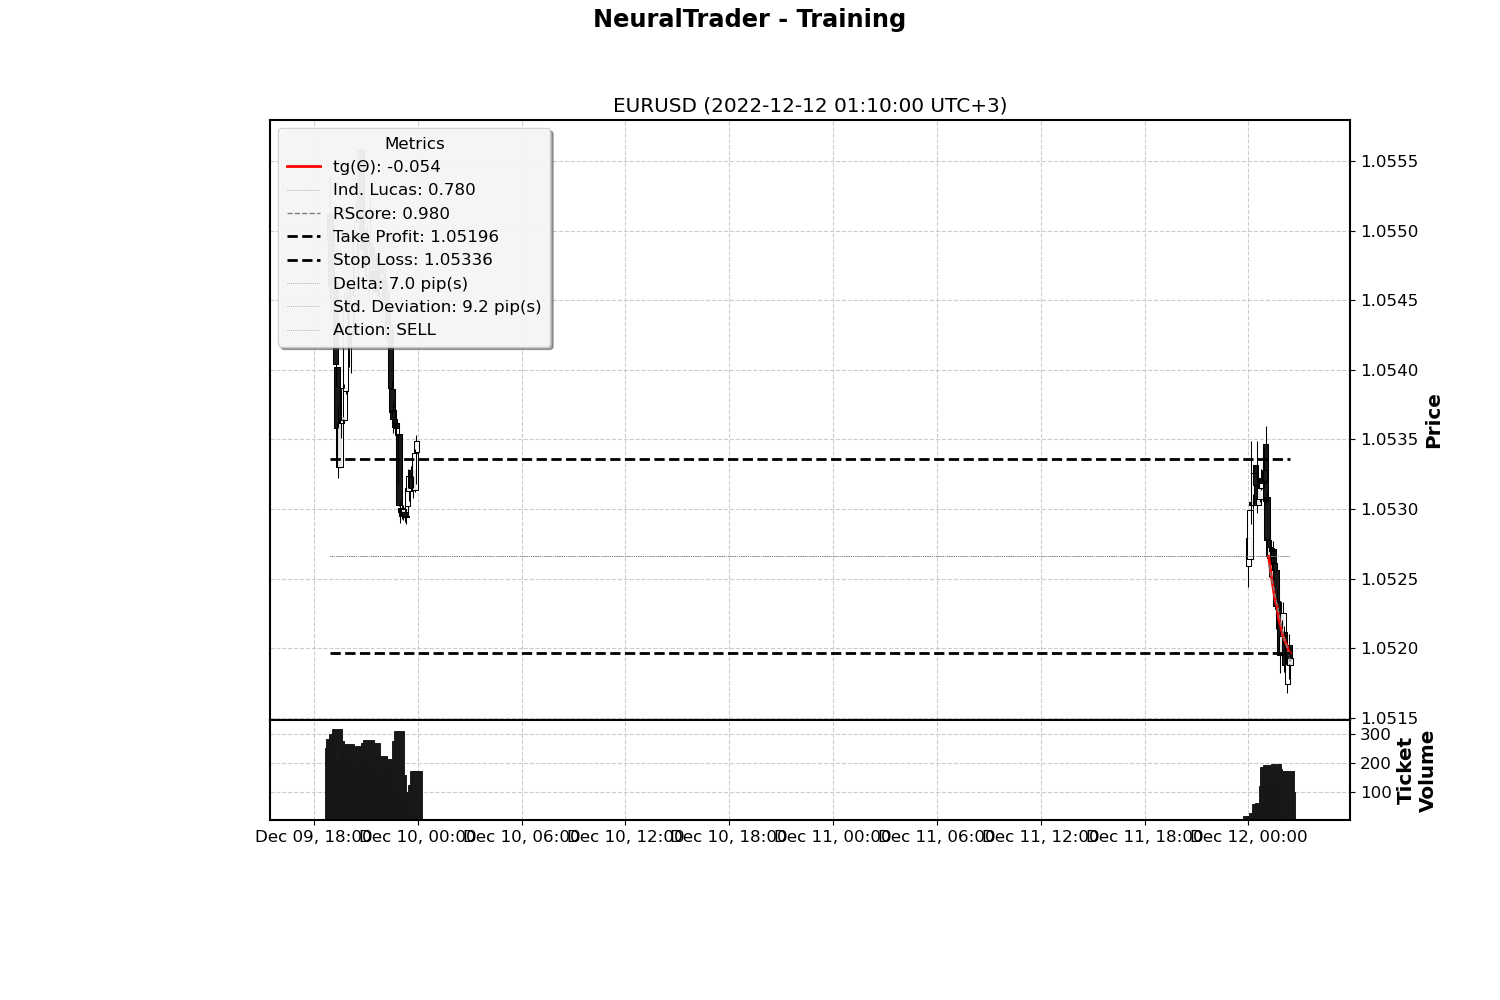 NeuralTrader - Training
EURUSD (2022-12-12 01:10:00 UTC+3)
Metrics
tg(Θ): -0.054
Ind. Lucas: 0.780
RScore: 0.980
Take Profit: 1.05196
Stop Loss: 1.05336
Delta: 7.0 pip(s)
Std. Deviation: 9.2 pip(s)
Action: SELL
1.0555
1.0550
1.0545
1.0540
1.0535
1.0530
1.0525
1.0520
1.0515
Price
300
200
100
Ticket
Volume
Dec 09, 18:00
Dec 10, 00:00
Dec 10, 06:00
Dec 10, 12:00
Dec 10, 18:00
Dec 11, 00:00
Dec 11, 06:00
Dec 11, 12:00
Dec 11, 18:00
Dec 12, 00:00